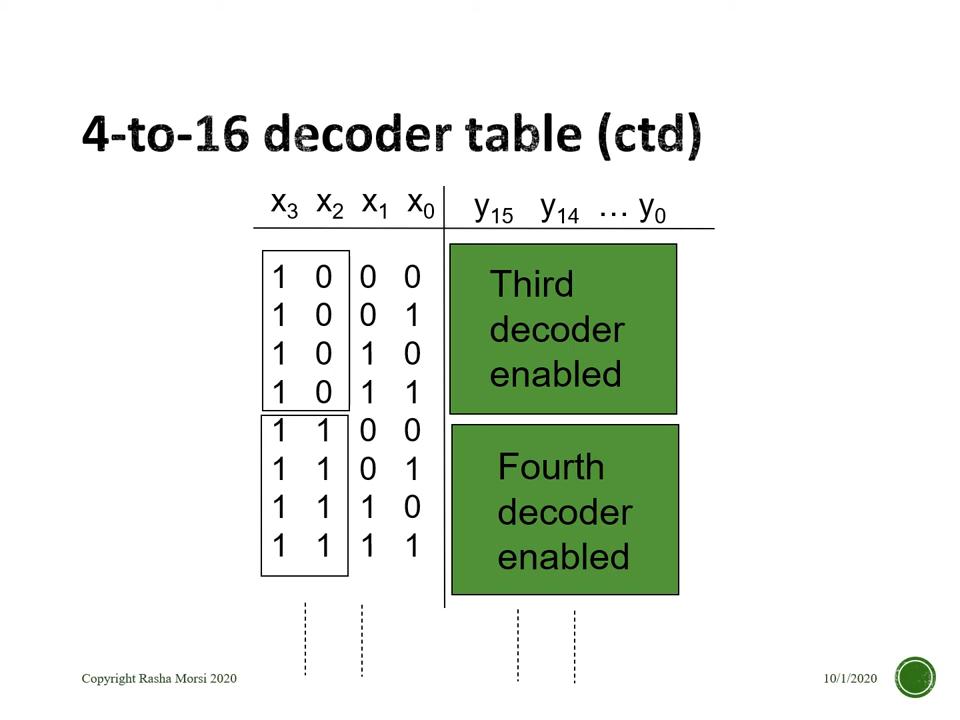 4-to-16 decoder table (ctd)
x3 x2 x1 x0 y15 y14 … y0
1 0 0 0
1 0 0 1
1 0 1 0
1 0 1 1
1 1 0 0
1 1 0 1
1 1 1 0
1 1 1 1
Third
decoder
enabled
Fourth
decoder
enabled
Copyright Rasha Morsi 2020
10/1/2020